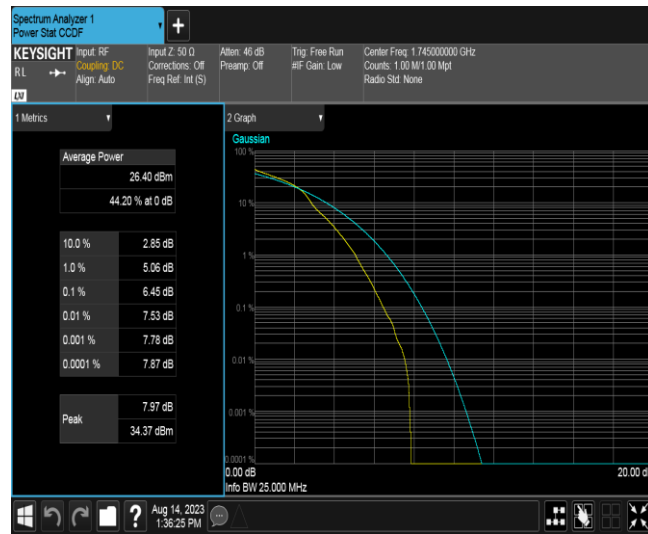 Spectrum Analyzer 1
Power Stat CCDF
+
KEYSIGHT
RL
LXI
Input: RF
Coupling: DC
Align: Auto
Input Z: 50 Ω
Corrections: Off
Freq Ref: Int (S)
Atten: 46 dB
Preamp: Off
Trig: Free Run
#IF Gain: Low
Center Freq: 1.745000000 GHz
Counts: 1.00 M/1.00 Mpt
Radio Std: None
1 Metrics
Average Power
26.40 dBm
44.20 % at 0 dB
10.0 % 2.85 dB
1.0 % 5.06 dB
0.1 % 6.45 dB
0.01 % 7.53 dB
0.001 % 7.78 dB
0.0001 % 7.87 dB
Peak
7.97 dB
34.37 dBm
2 Graph
Gaussian
100 %
10 %
1 %
0.1 %
0.01 %
0.001 %
0.0001 %
0.00 dB
20.00 d
Info BW 25.000 MHz
?
Aug 14, 2023
1:36:25 PM